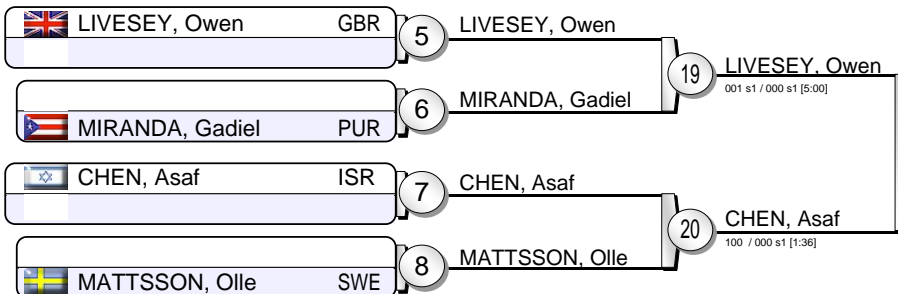 LIVESEY, Owen GBR
5
LIVESEY, Owen
19
LIVESEY, Owen
001 s1 / 000 s1 [5:00]
6
MIRANDA, Gadiel
MIRANDA, Gadiel PUR
CHEN, Asaf ISR
7
CHEN, Asaf
20
CHEN, Asaf
100 / 000 s1 [1:36]
8
MATTSSON, Olle
MATTSSON, Olle SWE